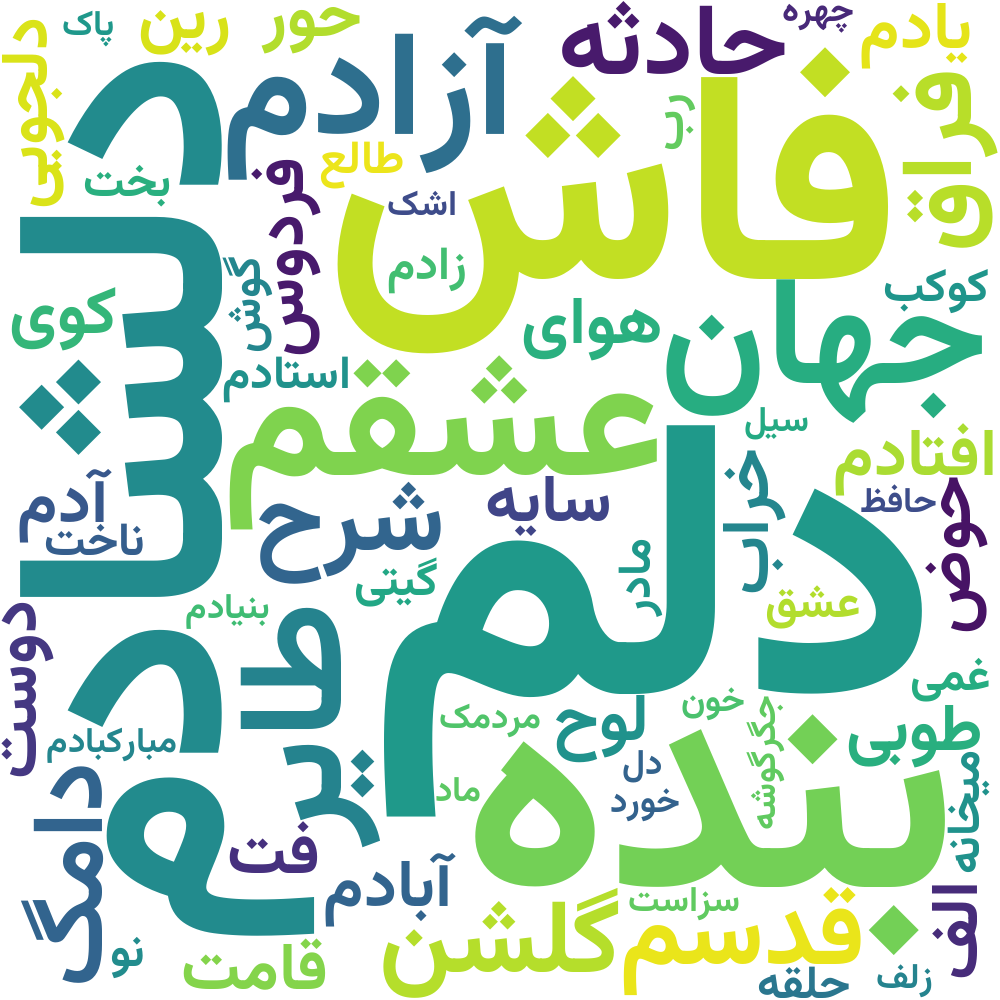 پاک
رین
حور
چهره
یادم
دلجویی
آزادم
حادثه
فراق
دلشادم
فاش
رب
طالع
بخت
اشک
فردوس
گوش
زادم
کوکب
کوی
هوای
جهان
استادم
عشقم
سیل
افتادم
آدم
ناخت
شرح
سایه
خراب
حافظ
حوض
دلم
گیتی
مادر
عشق
بنیادم
دوست
طایر
غمی
مبارکبادم
مردمک
لوح
خون
جگرگوشه
طوبی
دل
بنده
میخانه
دامگ
ماد
خورد
فت
آبادم
الف
سزاست
گلشن
قدسم
نو
قامت
حلقه
زلف